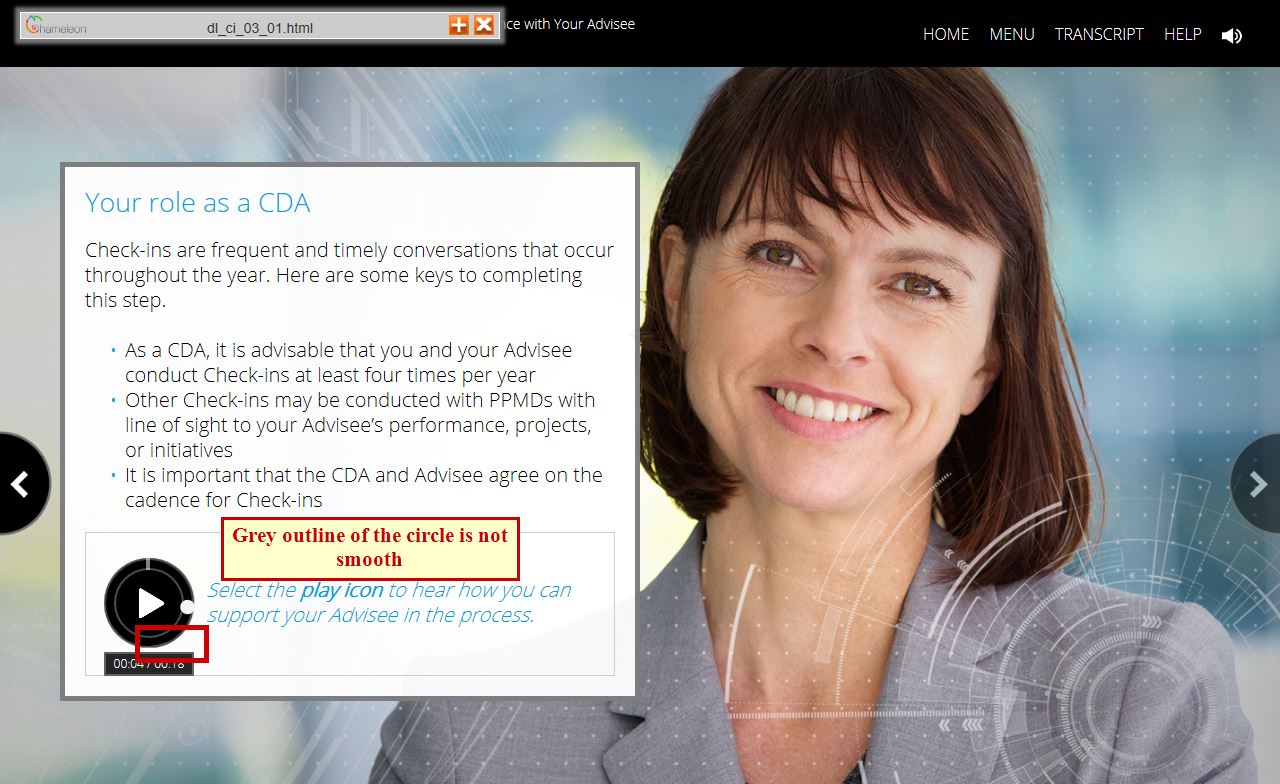 hameleon
dl_ci_03_01.html
ce with Your Advisee
HOME MENU TRANSCRIPT HELP
Your role as a CDA
Check-ins are frequent and timely conversations that occur
throughout the year. Here are some keys to completing
this step.
• As a CDA, it is advisable that you and your Advisee
conduct Check-ins at least four times per year
• Other Check-ins may be conducted with PPMDs with
line of sight to your Advisee’s performance, projects,
or initiatives
• It is important that the CDA and Advisee agree on the
cadence for Check-ins
Grey outline of the circle is not
smooth
Select the play icon to hear how you can
support your Advisee in the process.
00:04 / 00:18